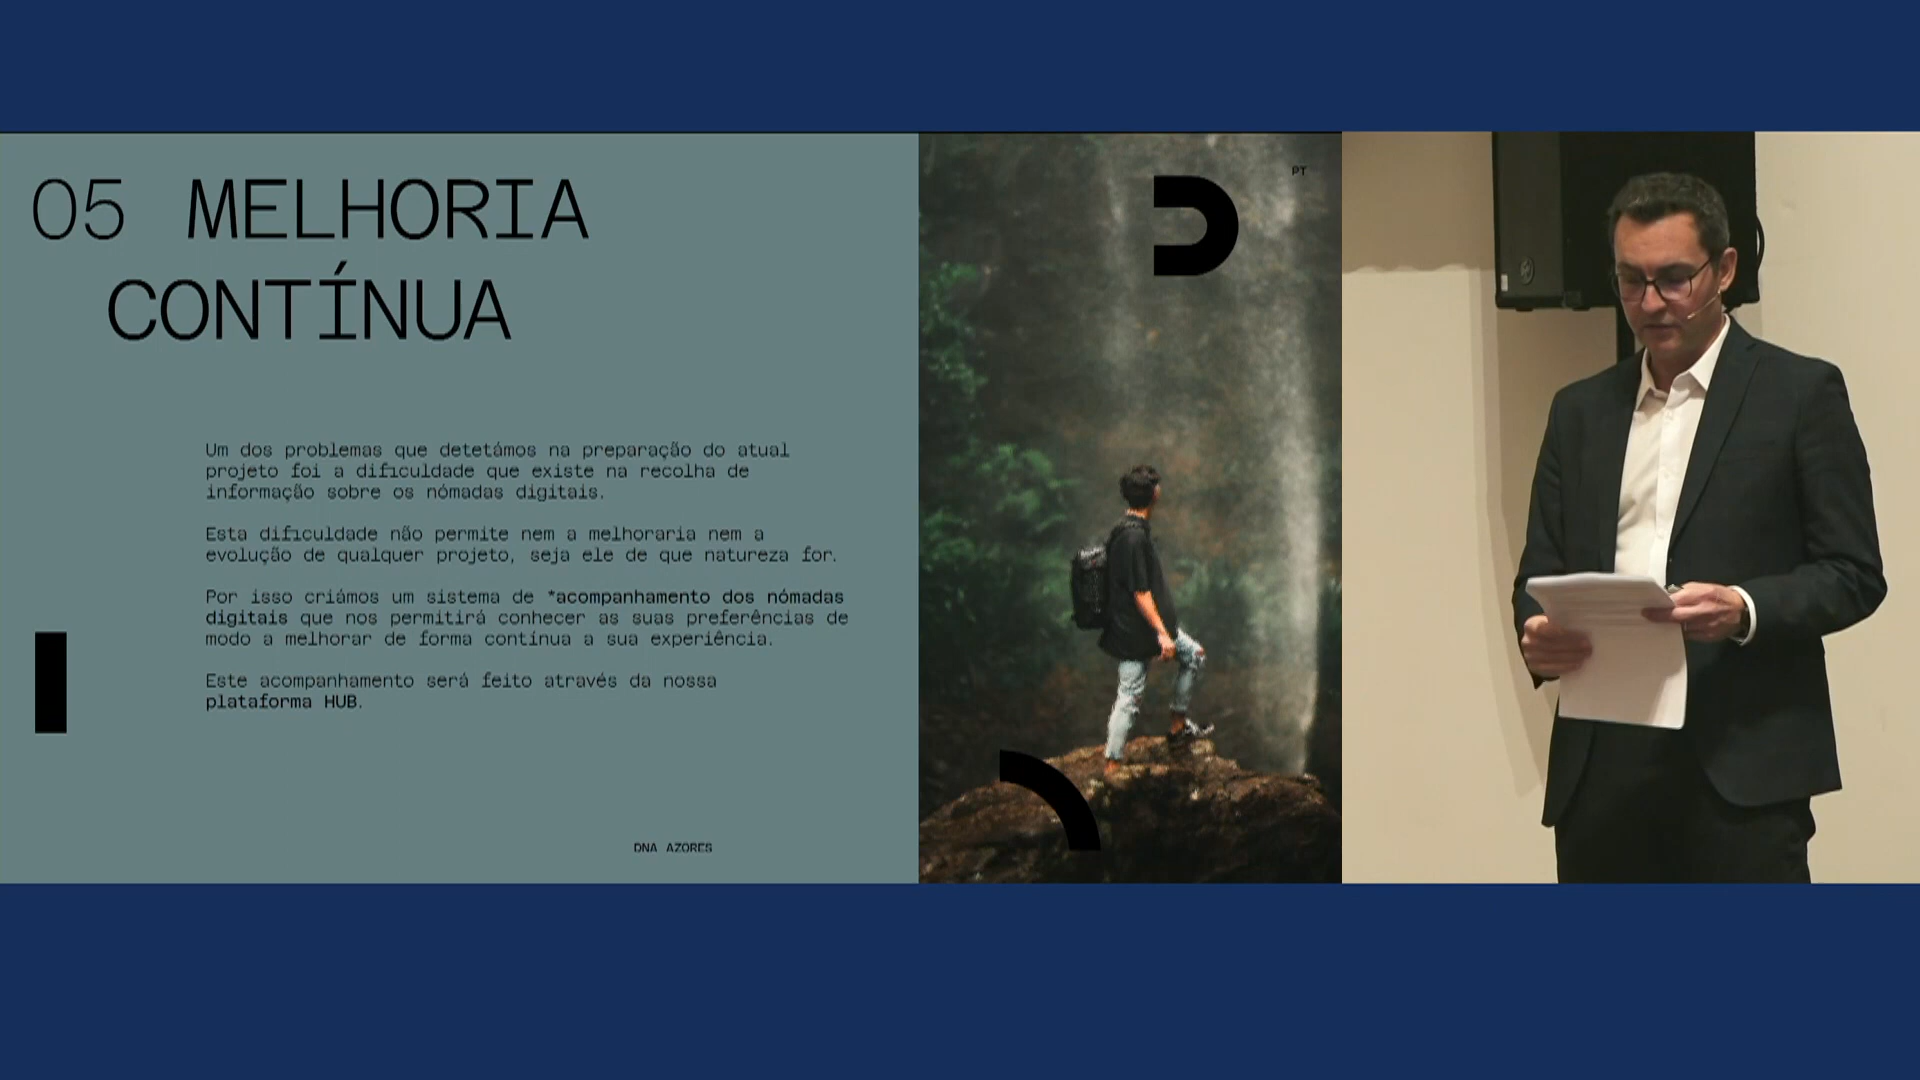 05 MELHORIA
CONTÍNUA
PT
Um dos problemas que detetámos na preparação do atual
projeto foi a dificuldade que existe na recolha de
informação sobre os nómadas digitais.
Esta dificuldade não permite nem a melhoraria nem a
evolução de qualquer projeto, seja ele de que natureza for.
Por isso criámos um sistema de *acompanhamento dos nómadas
digitais que nos permitirá conhecer as suas preferências de
modo a melhorar de forma contínua a sua experiência.
Este acompanhamento será feito através da nossa
plataforma HUB.
DNA AZORES